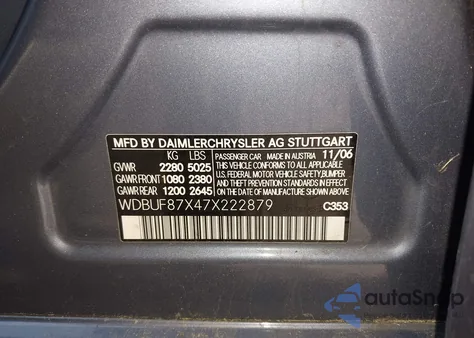 MFD BY DAIMLERCHRYSLER AG STUTTGART
KG LBS PASSENGER CAR MADE IN AUSTRIA 11/06
GVWR 2280 5025 THIS VEHICLE CONFORMS TO ALL APPLICABLE
GAWR FRONT 1080 2380 U.S. FEDERAL MOTOR VEHICLE SAFETY, BUMPER
GAWR REAR 1200 2645 AND THEFT PREVENTION STANDARDS IN EFFECT
ON THE DATE OF MANUFACTURE SHOWN ABOVE.
WDBUF87X47X222879 C353
autaSnap